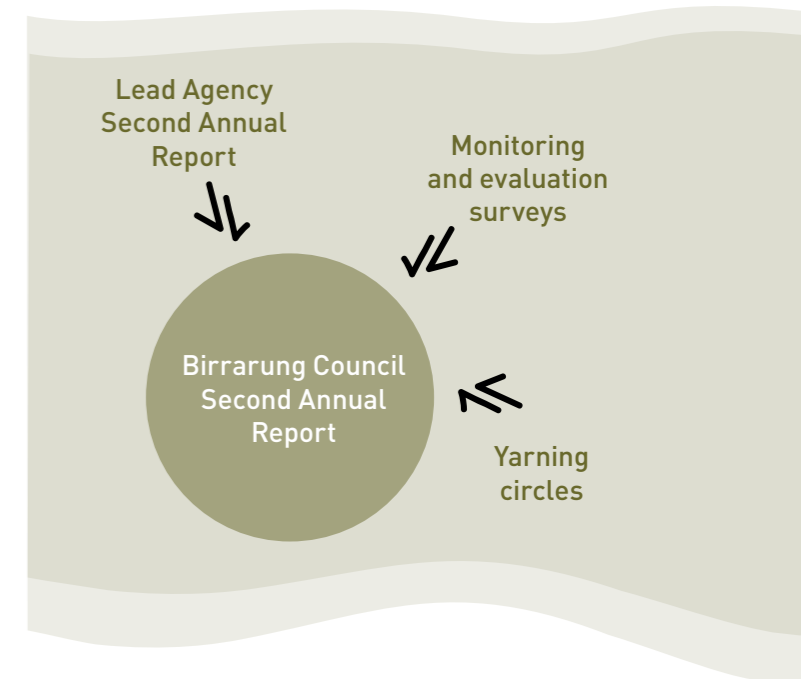 Lead Agency
Second Annual
Report
Monitoring
and evaluation
surveys
Birrarung Council
Second Annual
Report
Yarning
circles